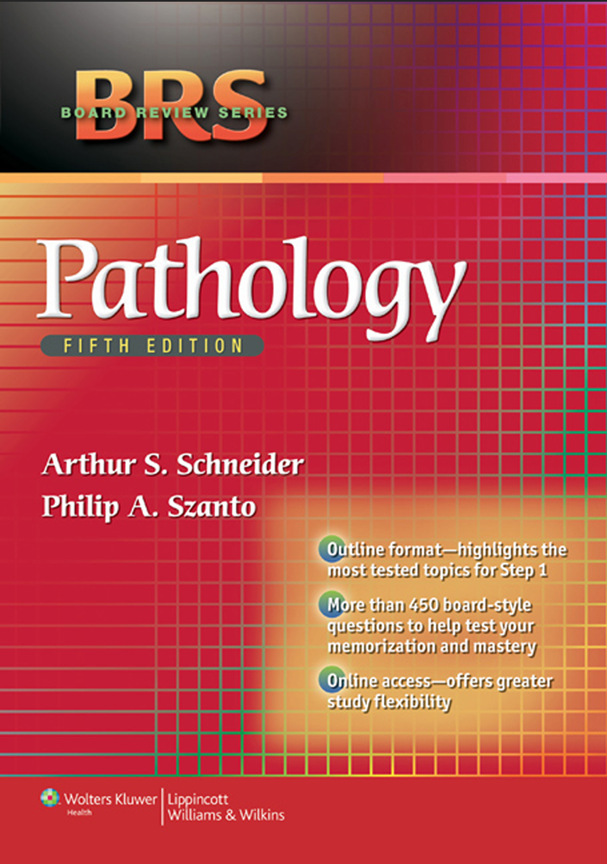 BRS
BOARD REVIEW SERIES
Pathology
FIFTH EDITION
Arthur S. Schneider
Philip A. Szanto
Outline format—highlights the
most tested topics for Step 1
More than 450 board-style
questions to help test your
memorization and mastery
Online access—offers greater
study flexibility
Wolters Kluwer
Health
Lippincott
Williams & Wilkins